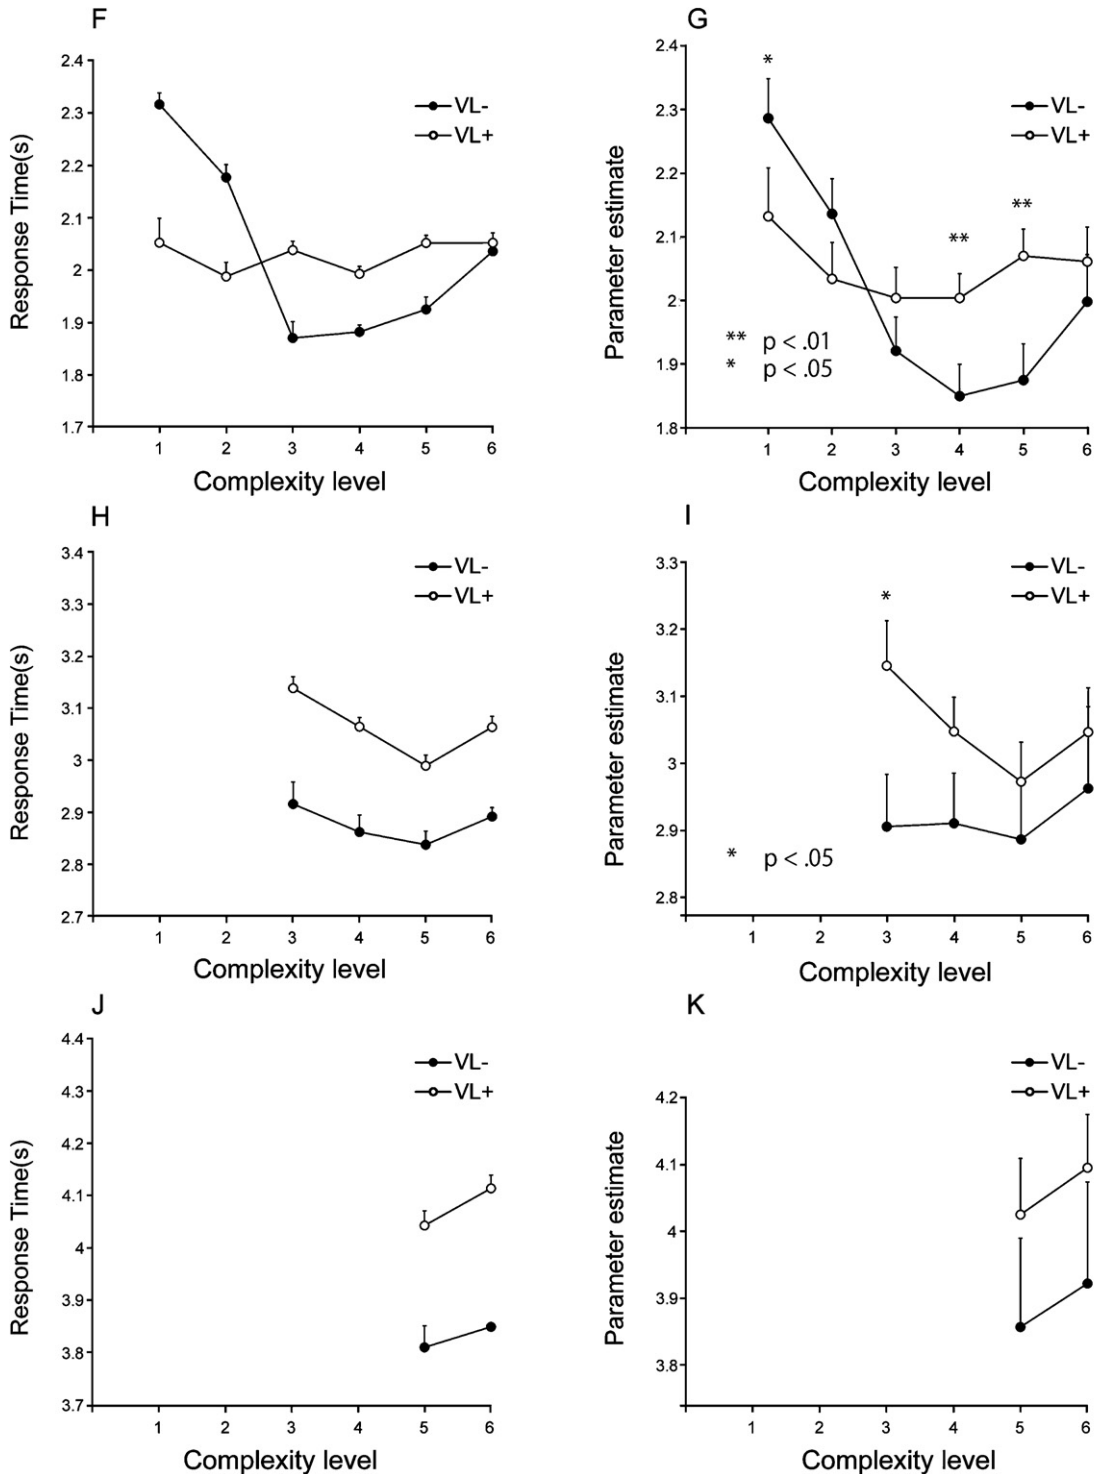 F
2.4
2.3
2.2
2.1
2
1.9
1.8
1.7
Response Time(s)
VL-
VL+
1 2 3 4 5 6
Complexity level
G
2.4
2.3
2.2
2.1
2
1.9
1.8
Parameter estimate
*
**
**
VL-
VL+
** p < .01
* p < .05
1 2 3 4 5 6
Complexity level
H
3.4
3.3
3.2
3.1
3
2.9
2.8
2.7
Response Time(s)
VL-
VL+
1 2 3 4 5 6
Complexity level
I
3.3
3.2
3.1
3
2.9
2.8
Parameter estimate
*
VL-
VL+
* p < .05
1 2 3 4 5 6
Complexity level
J
4.4
4.3
4.2
4.1
4
3.9
3.8
3.7
Response Time(s)
VL-
VL+
1 2 3 4 5 6
Complexity level
K
4.2
4.1
4
3.9
3.8
Parameter estimate
VL-
VL+
1 2 3 4 5 6
Complexity level